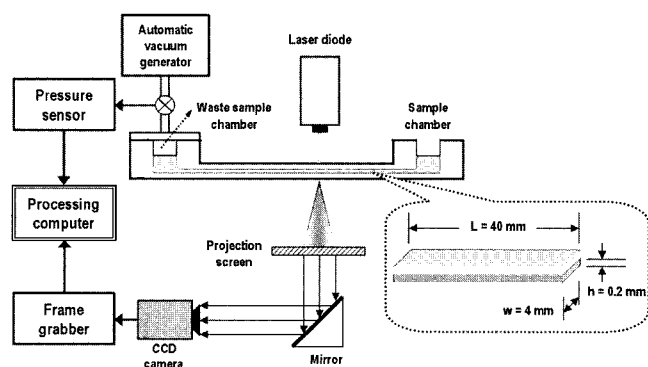 Automatic
vacuum
generator
Laser diode
Pressure
sensor
Waste sample
chamber
Sample
chamber
Processing
computer
L = 40 mm
Projection
screen
h = 0.2 mm
w = 4 mm
Frame
grabber
CCD
camera
Mirror